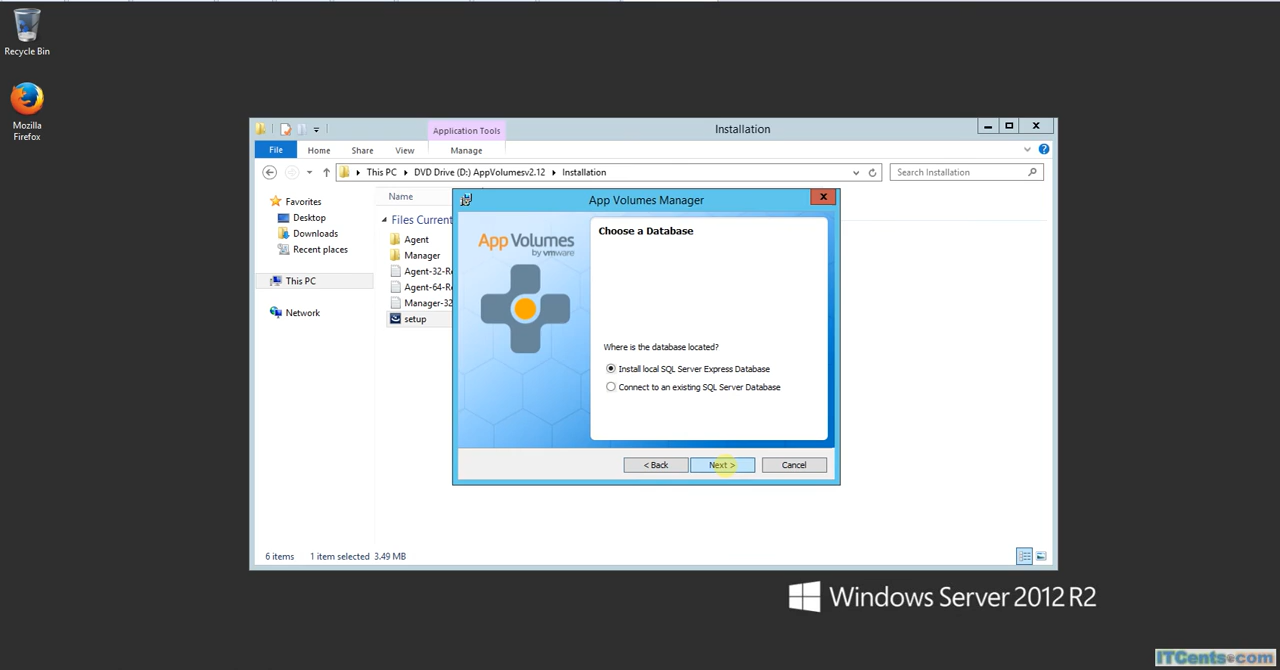 Recycle Bin
Mozilla
Firefox
Application Tools
Installation
File
Home
Share
View
Manage
This PC
DVD Drive (D:) AppVolumesv2.12
Installation
Search Installation
Favorites
Desktop
Downloads
Recent places
This PC
Network
Name
Files Current
Agent
Manager
Agent-32-Re
Agent-64-Re
Manager-32
setup
App Volumes Manager
App Volumes
by vmware
Choose a Database
Where is the database located?
Install local SQL Server Express Database
Connect to an existing SQL Server Database
< Back
Next >
Cancel
6 items
1 item selected 3.49 MB
Windows Server 2012 R2
ITCents.com